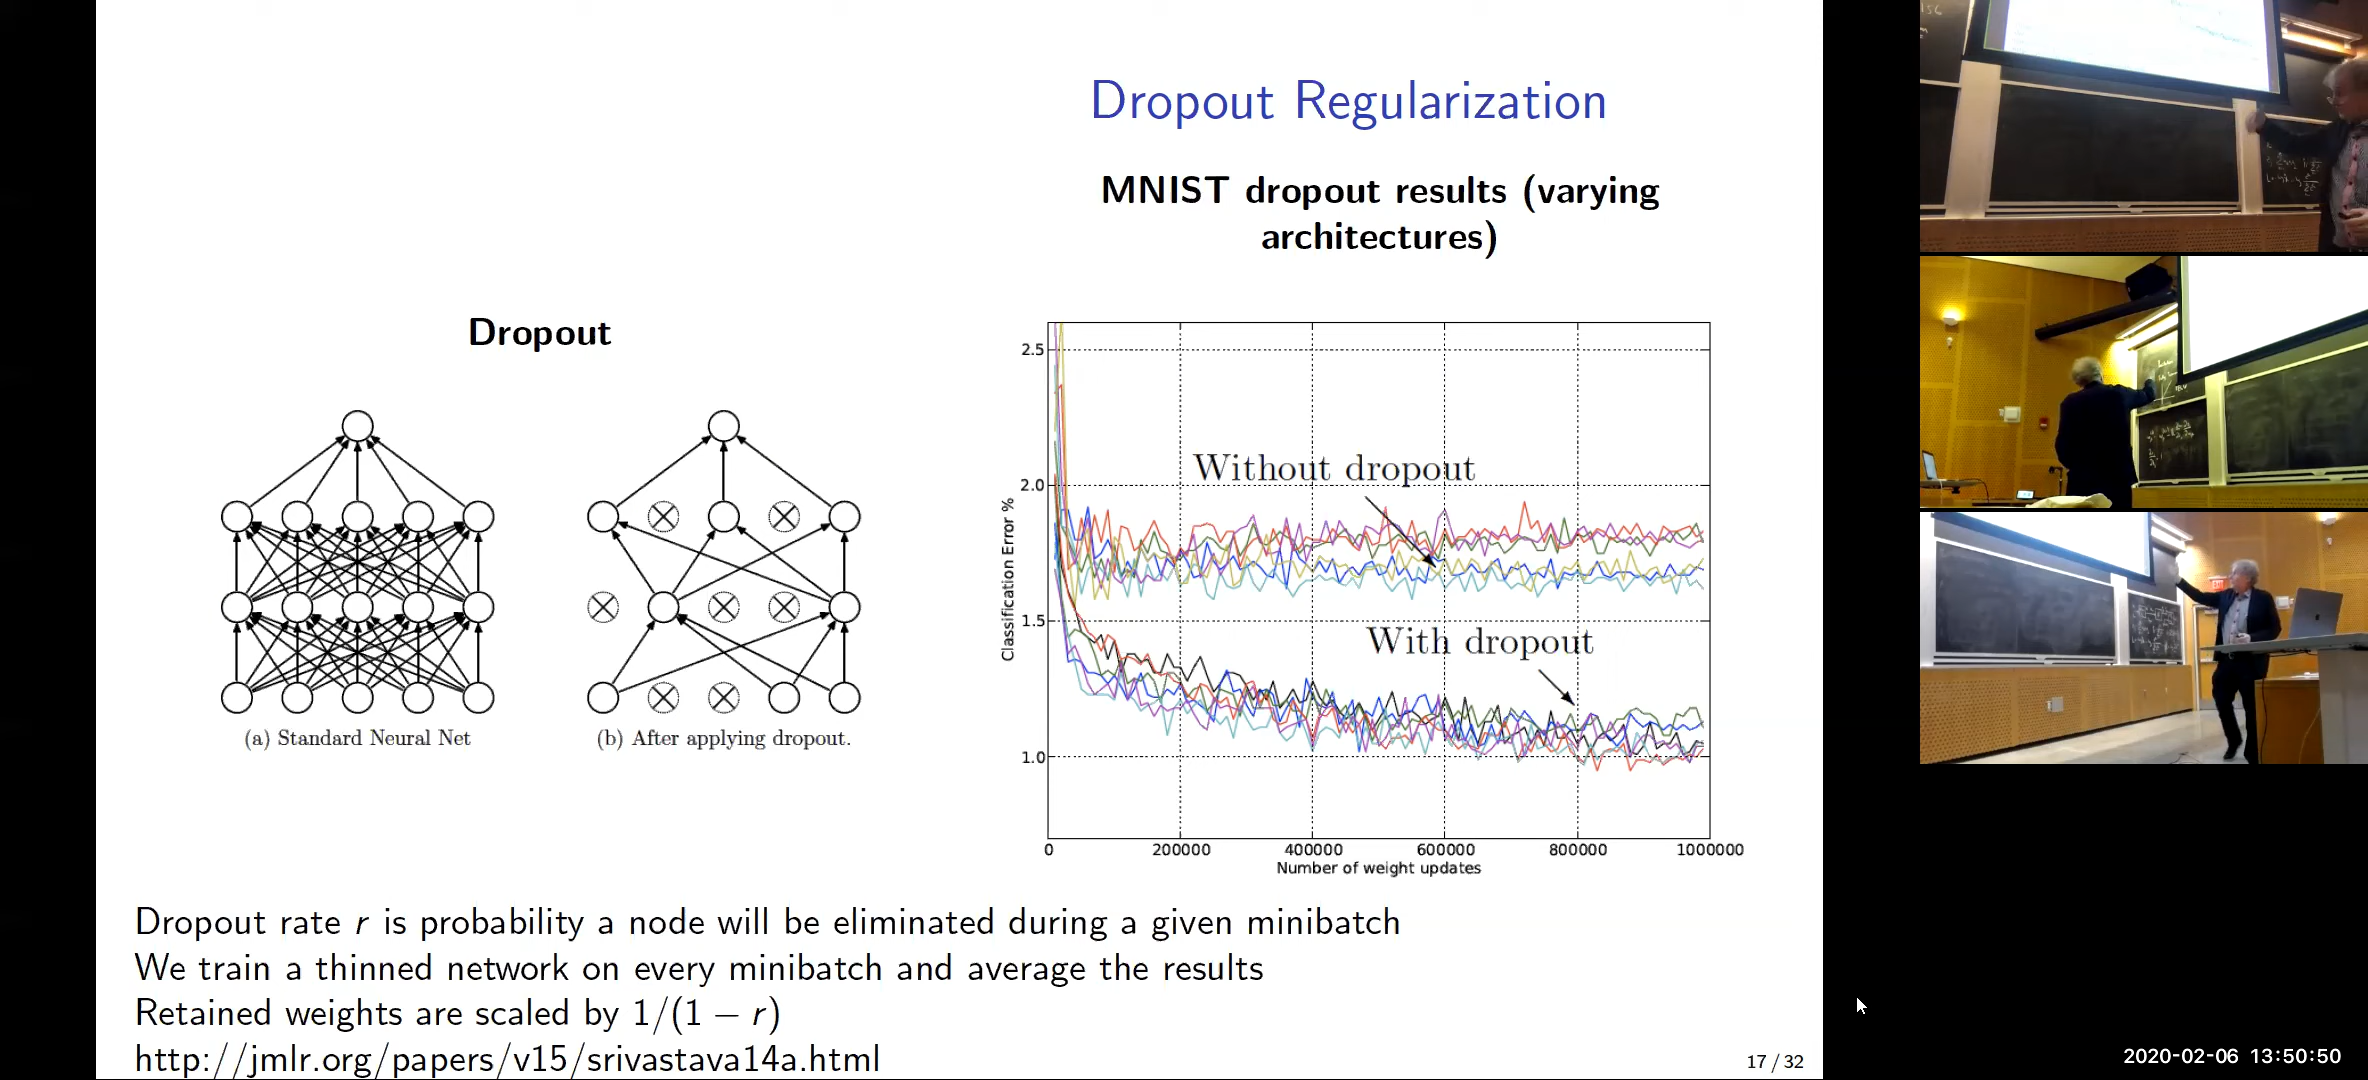 Dropout Regularization
MNIST dropout results (varying
architectures)
Dropout
(a) Standard Neural Net
(b) After applying dropout.
2.5
2.0
1.5
1.0
Classification Error %
Without dropout
With dropout
0
200000
400000
600000
800000
1000000
Number of weight updates
Dropout rate r is probability a node will be eliminated during a given minibatch
We train a thinned network on every minibatch and average the results
Retained weights are scaled by 1/(1 − r)
http://jmlr.org/papers/v15/srivastava14a.html
17 / 32
EXIT
2020-02-06 13:50:50